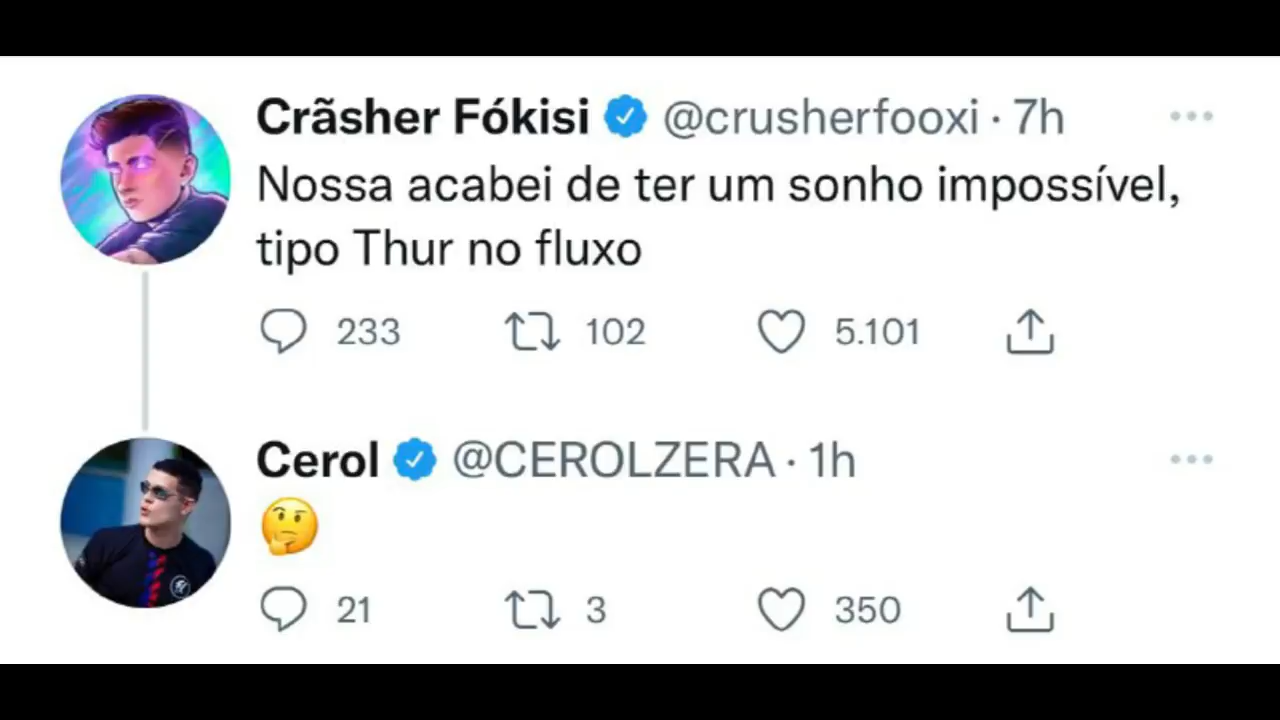 Crãsher Fókisi @crusherfooxi · 7h
Nossa acabei de ter um sonho impossível,
tipo Thur no fluxo
233 102 5.101
Cerol @CEROLZERA · 1h
🤔
21 3 350